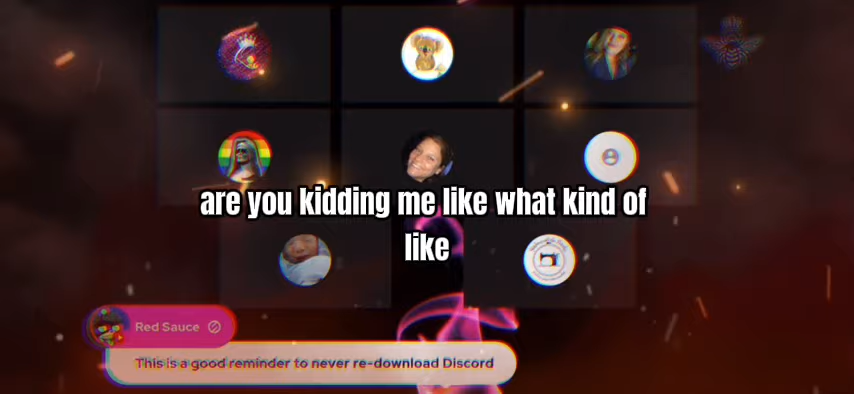 are you kidding me like what kind of
like
Red Sauce
This is a good reminder to never re-download Discord